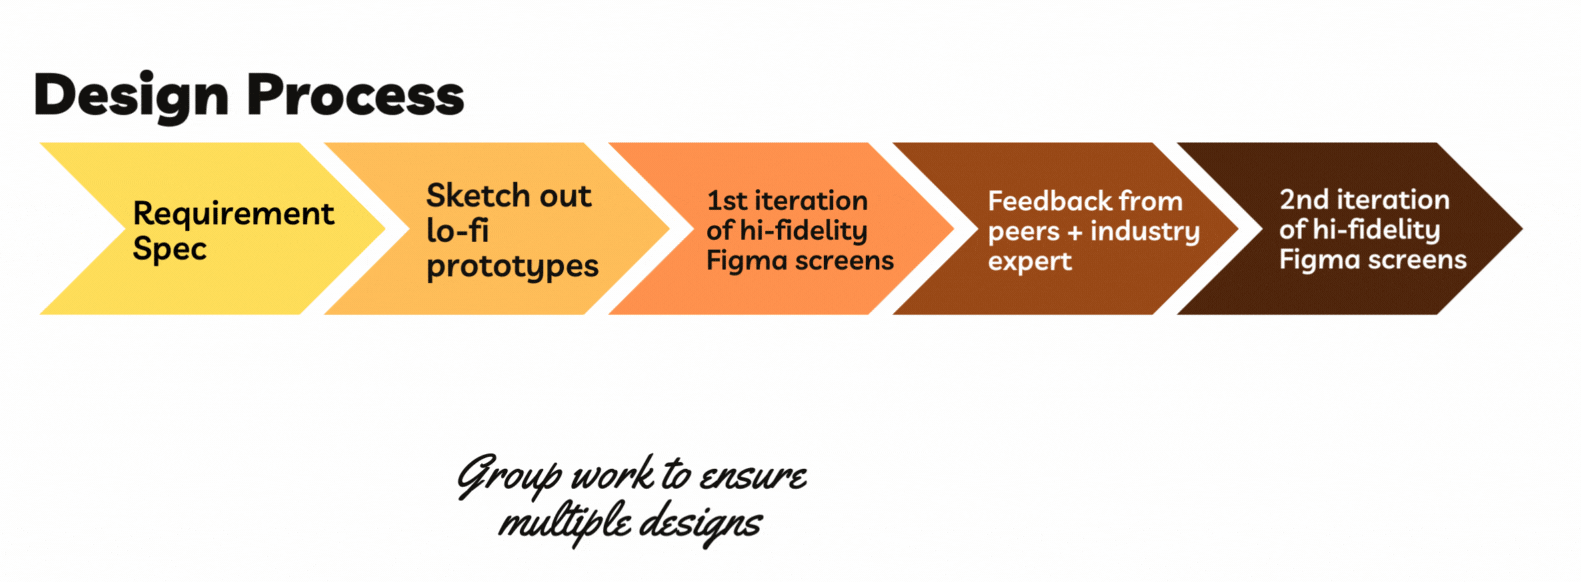 Design Process
Requirement
Spec
Sketch out
lo-fi
prototypes
1st iteration
of hi-fidelity
Figma screens
Feedback from
peers + industry
expert
2nd iteration
of hi-fidelity
Figma screens
Group work to ensure
multiple designs